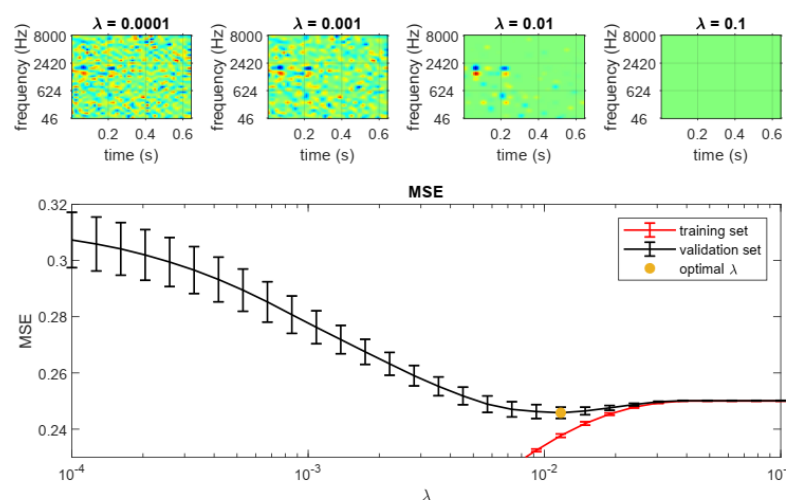 λ = 0.0001
λ = 0.001
λ = 0.01
λ = 0.1
frequency (Hz)
8000
2420
624
46
0.2 0.4 0.6
time (s)
frequency (Hz)
8000
2420
624
46
0.2 0.4 0.6
time (s)
frequency (Hz)
8000
2420
624
46
0.2 0.4 0.6
time (s)
frequency (Hz)
8000
2420
624
46
0.2 0.4 0.6
time (s)
MSE
MSE
0.32
0.3
0.28
0.26
0.24
training set
validation set
optimal λ
10⁻⁴ 10⁻³ 10⁻²
λ